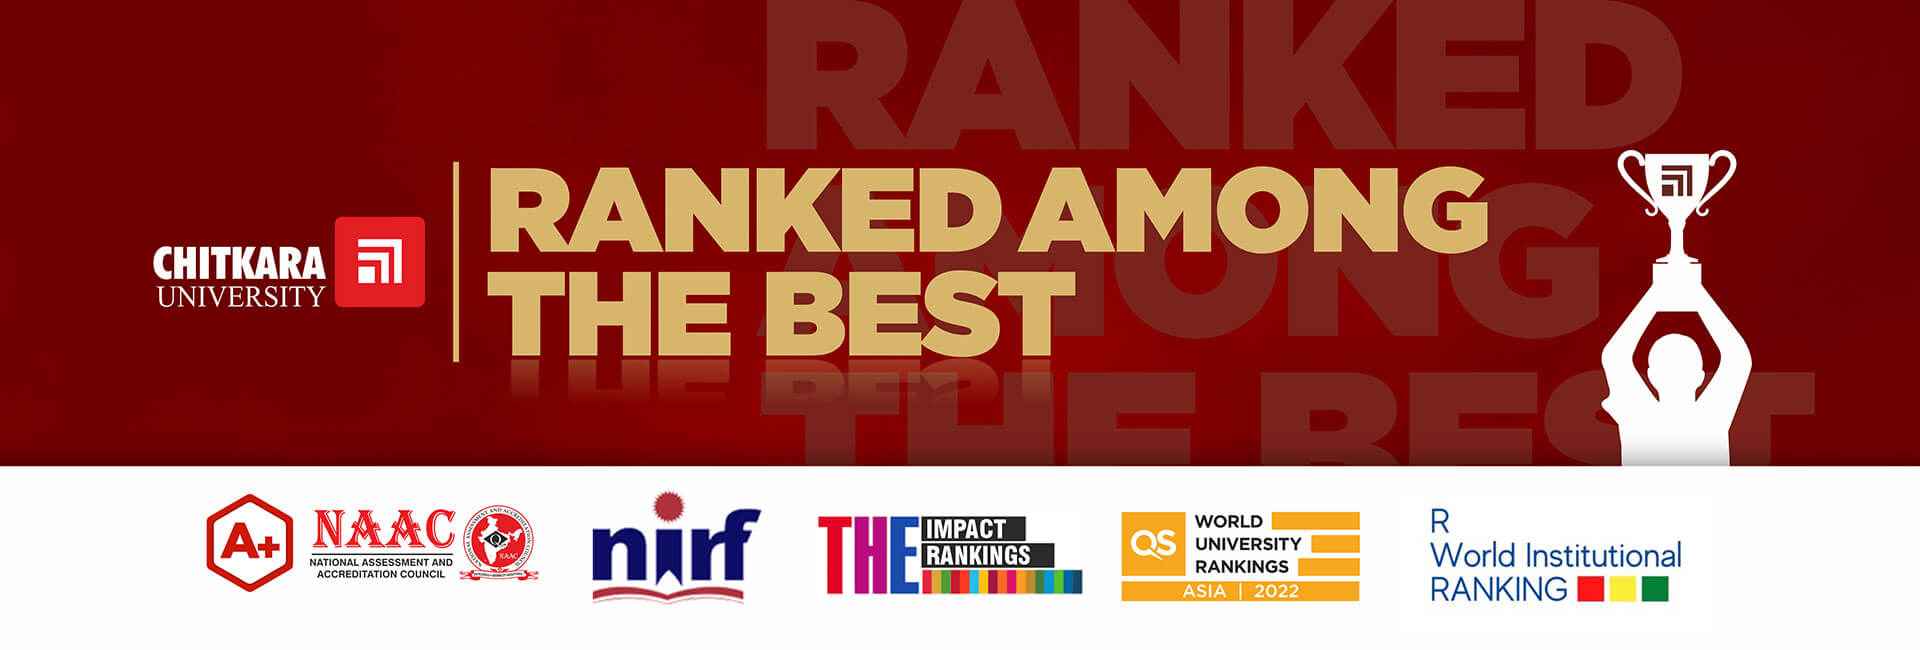 RANKED
AMONG
THE BEST
CHITKARA
UNIVERSITY
RANKED AMONG
THE BEST
A+
NAAC
NATIONAL ASSESSMENT AND
ACCREDITATION COUNCIL
NAAC
nirf
THE
IMPACT
RANKINGS
QS
WORLD
UNIVERSITY
RANKINGS
ASIA | 2022
R
World Institutional
RANKING